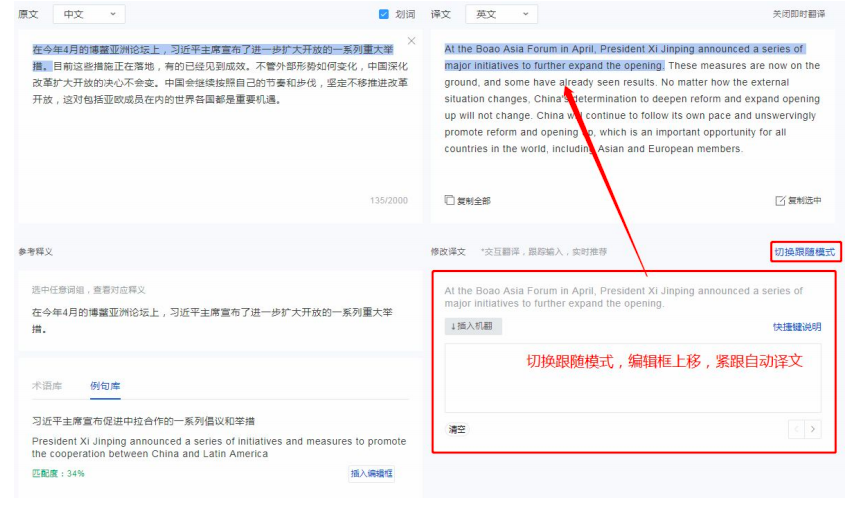 原文 中文 划词
在今年4月的博鳌亚洲论坛上，习近平主席宣布了进一步扩大开放的一系列重大举
措。目前这些措施正在落地，有的已经见到成效。不管外部形势如何变化，中国深化
改革扩大开放的决心不会变。中国会继续按照自己的节奏和步伐，坚定不移推进改革
开放，这对包括亚欧成员在内的世界各国都是重要机遇。
135/2000
译文 英文 关闭即时翻译
At the Boao Asia Forum in April, President Xi Jinping announced a series of
major initiatives to further expand the opening. These measures are now on the
ground, and some have already seen results. No matter how the external
situation changes, China's determination to deepen reform and expand opening
up will not change. China will continue to follow its own pace and unswervingly
promote reform and opening up, which is an important opportunity for all
countries in the world, including Asian and European members.
复制全部 复制选中
参考释义
选中任意词组，查看对应释义
在今年4月的博鳌亚洲论坛上，习近平主席宣布了进一步扩大开放的一系列重大举
措。
术语库 例句库
习近平主席宣布促进中拉合作的一系列倡议和举措
President Xi Jinping announced a series of initiatives and measures to promote
the cooperation between China and Latin America
匹配度：34% 插入编辑框
修改译文 *交互翻译，跟踪输入，实时推荐 切换跟随模式
At the Boao Asia Forum in April, President Xi Jinping announced a series of
major initiatives to further expand the opening.
↓插入机翻 快捷键说明
切换跟随模式，编辑框上移，紧跟自动译文
清空